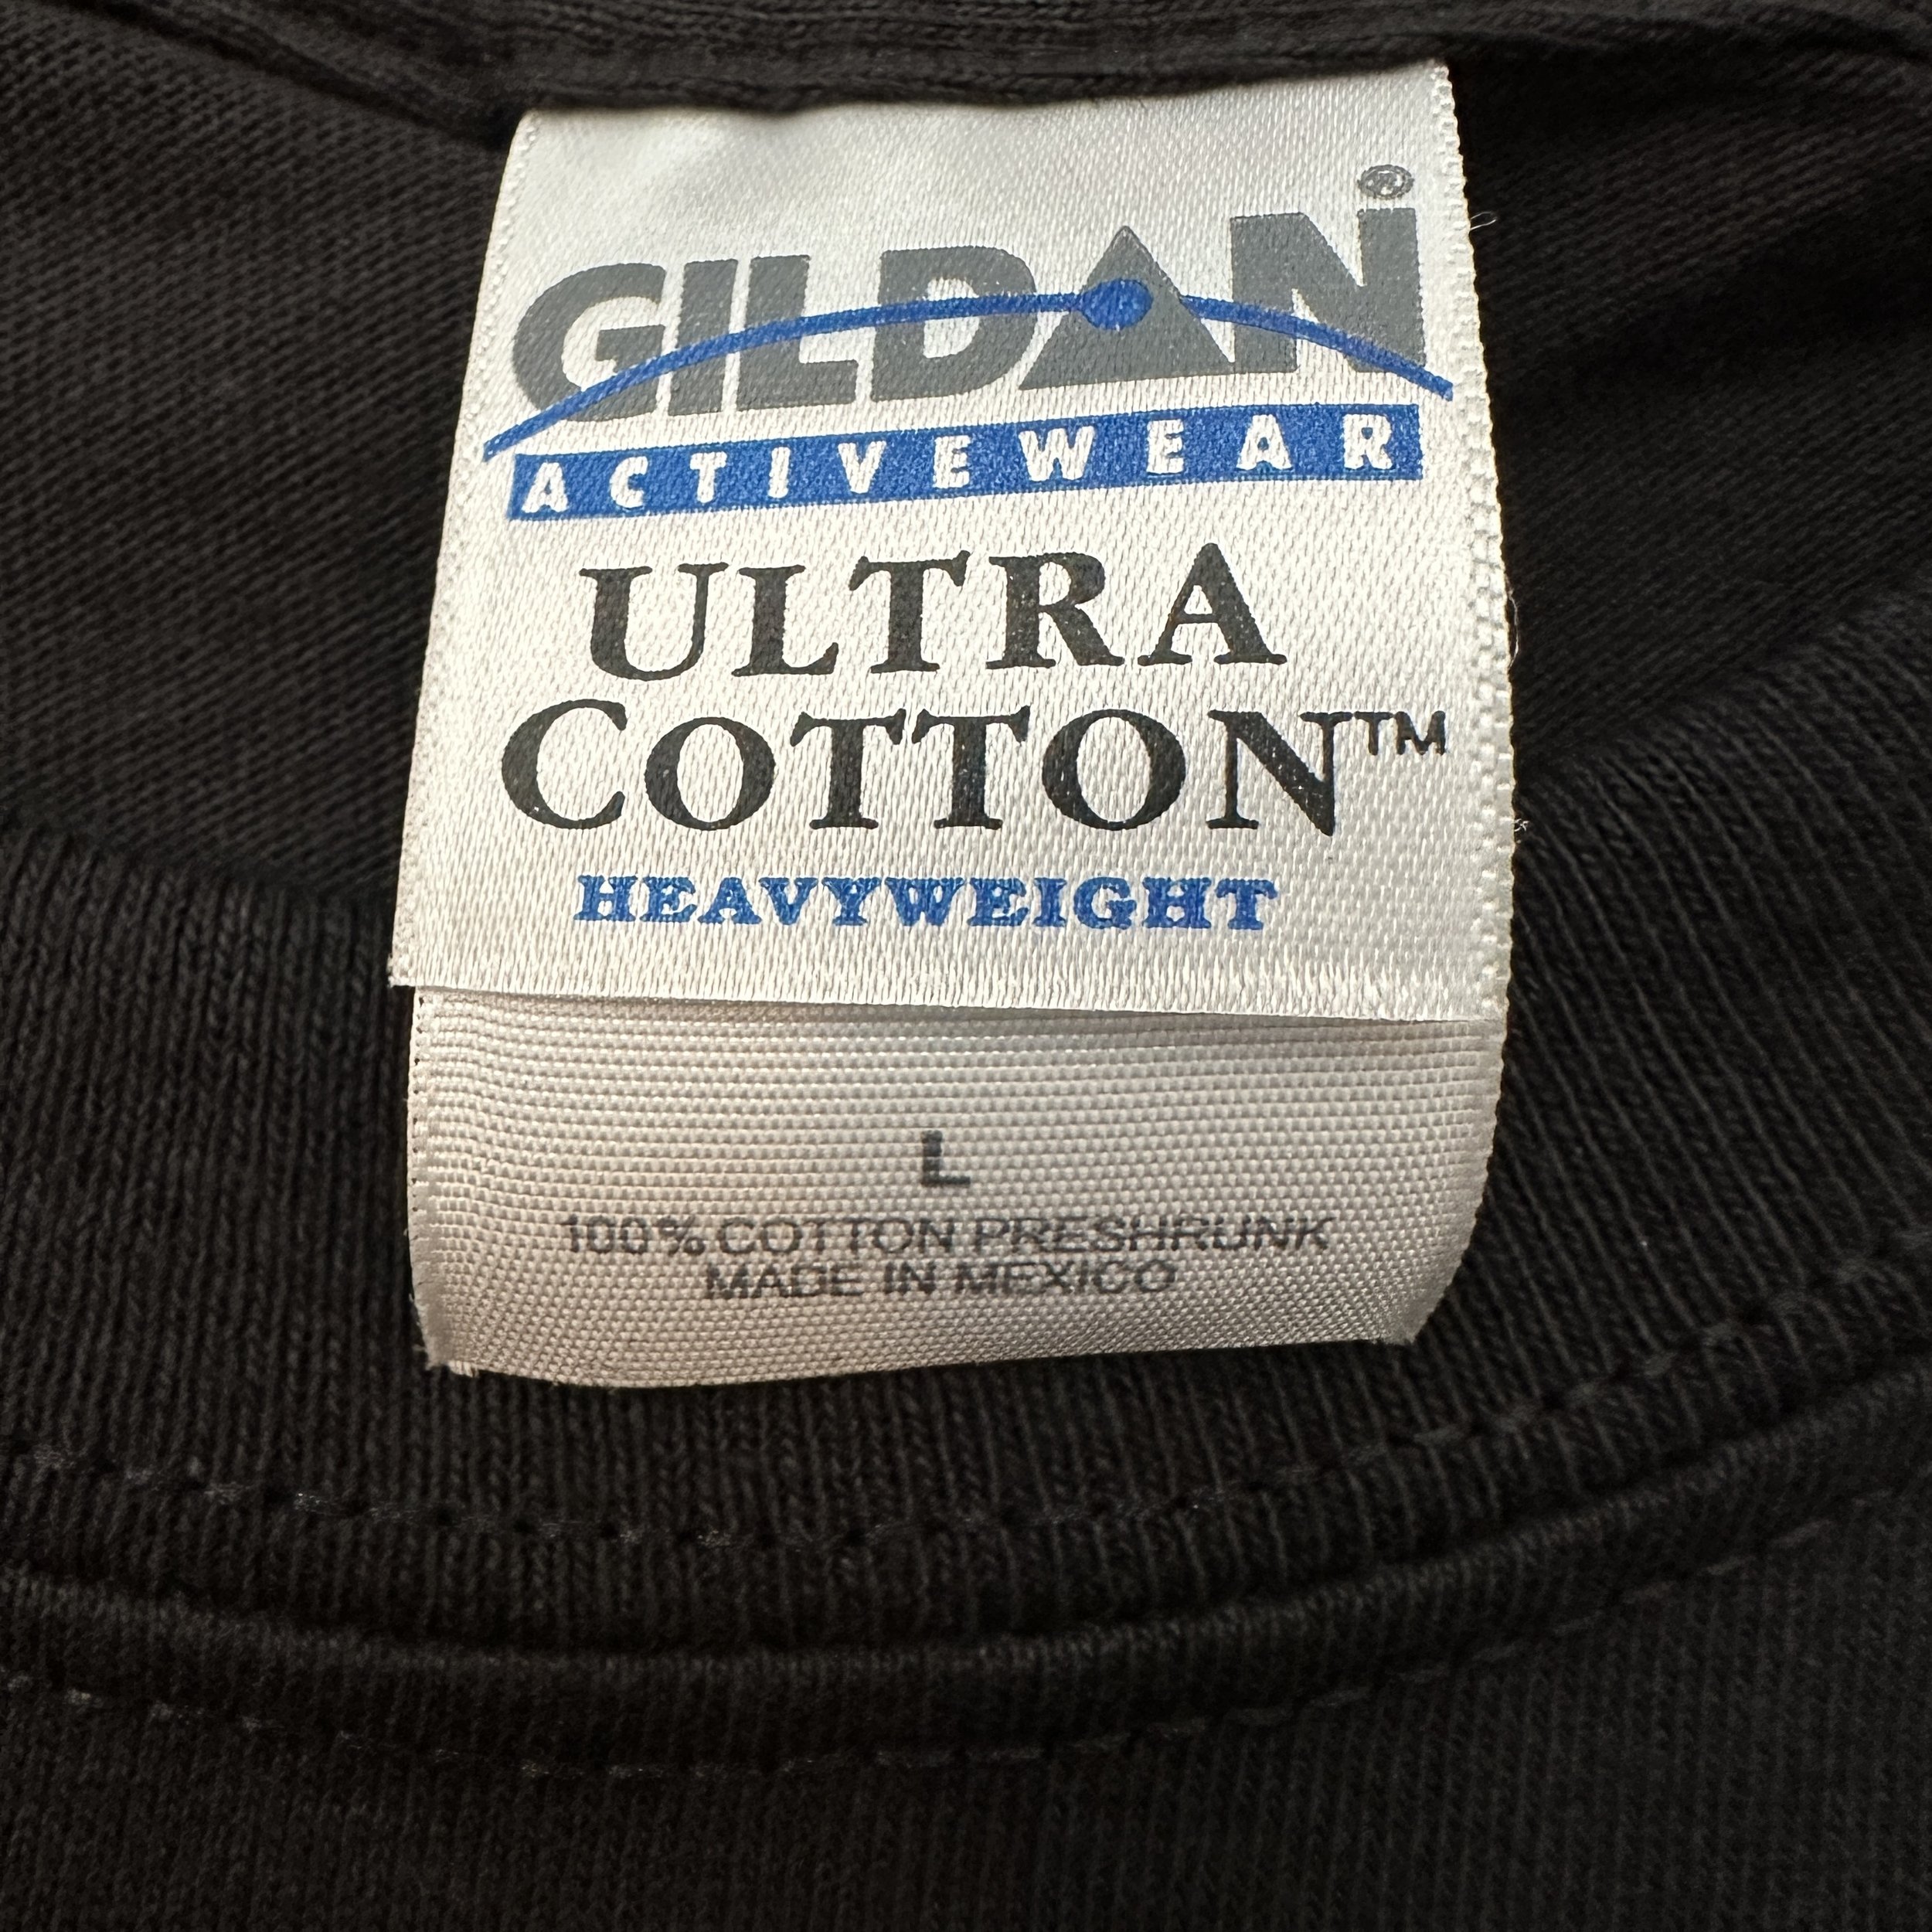 GILDAN®
ACTIVEWEAR
ULTRA
COTTON™
HEAVYWEIGHT
L
100% COTTON PRESHRUNK
MADE IN MEXICO